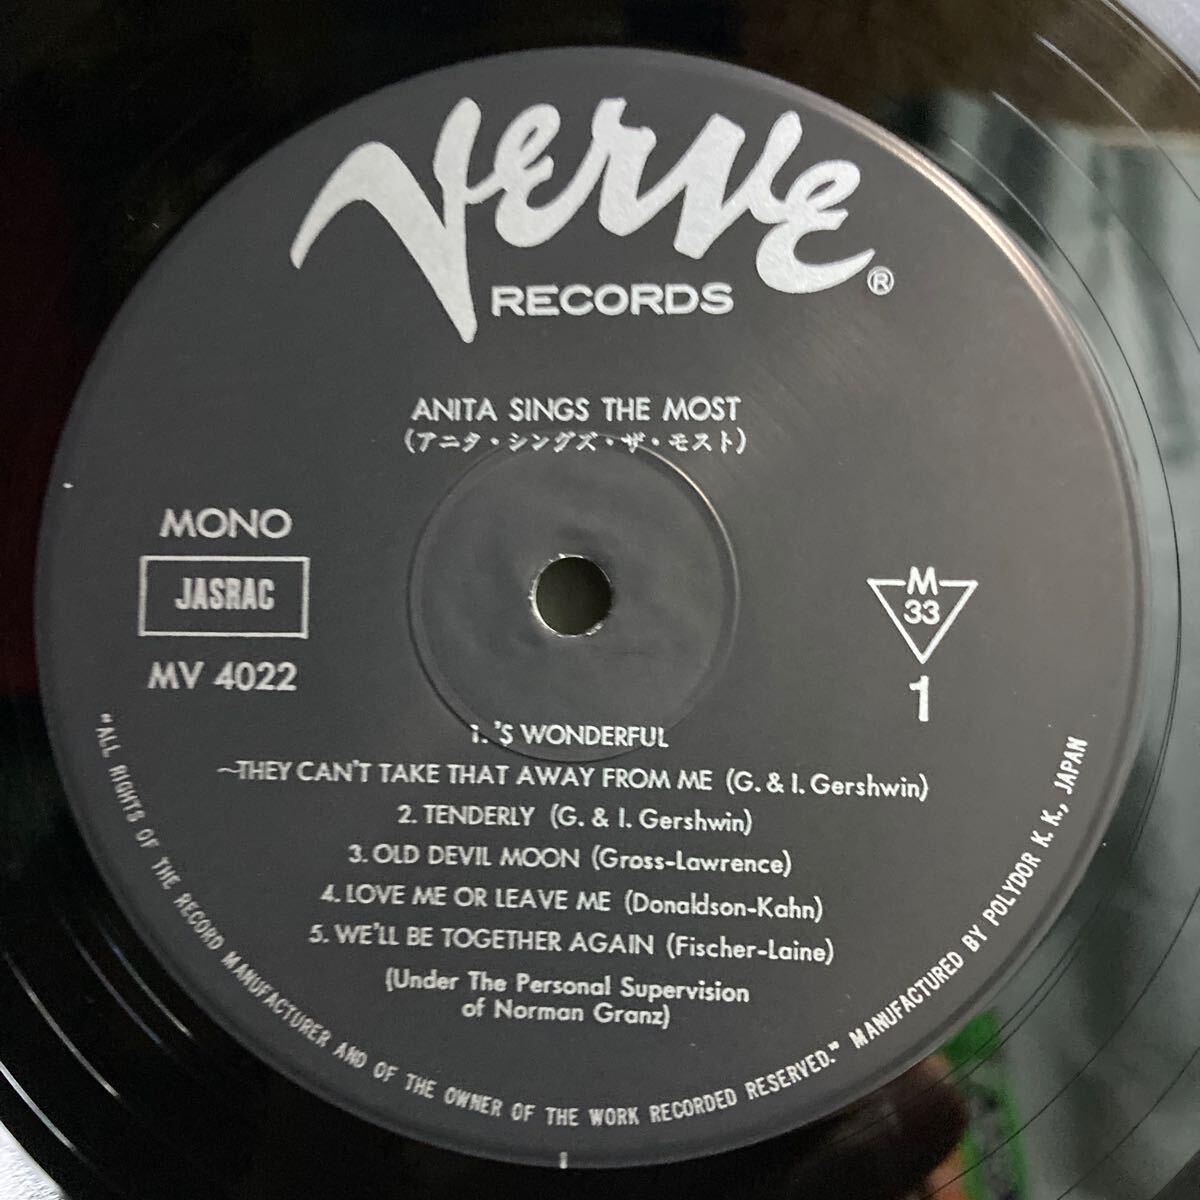 Verve
RECORDS ®
ANITA SINGS THE MOST
(アニタ・シングズ・ザ・モスト)
MONO
JASRAC
MV 4022
M
33
1
1. 'S WONDERFUL
~THEY CAN'T TAKE THAT AWAY FROM ME (G. & I. Gershwin)
2. TENDERLY (G. & I. Gershwin)
3. OLD DEVIL MOON (Gross-Lawrence)
4. LOVE ME OR LEAVE ME (Donaldson-Kahn)
5. WE'LL BE TOGETHER AGAIN (Fischer-Laine)
(Under The Personal Supervision
of Norman Granz)
"ALL RIGHTS OF THE RECORD MANUFACTURER AND OF THE OWNER OF THE WORK RECORDED RESERVED." MANUFACTURED BY POLYDOR K. K., JAPAN